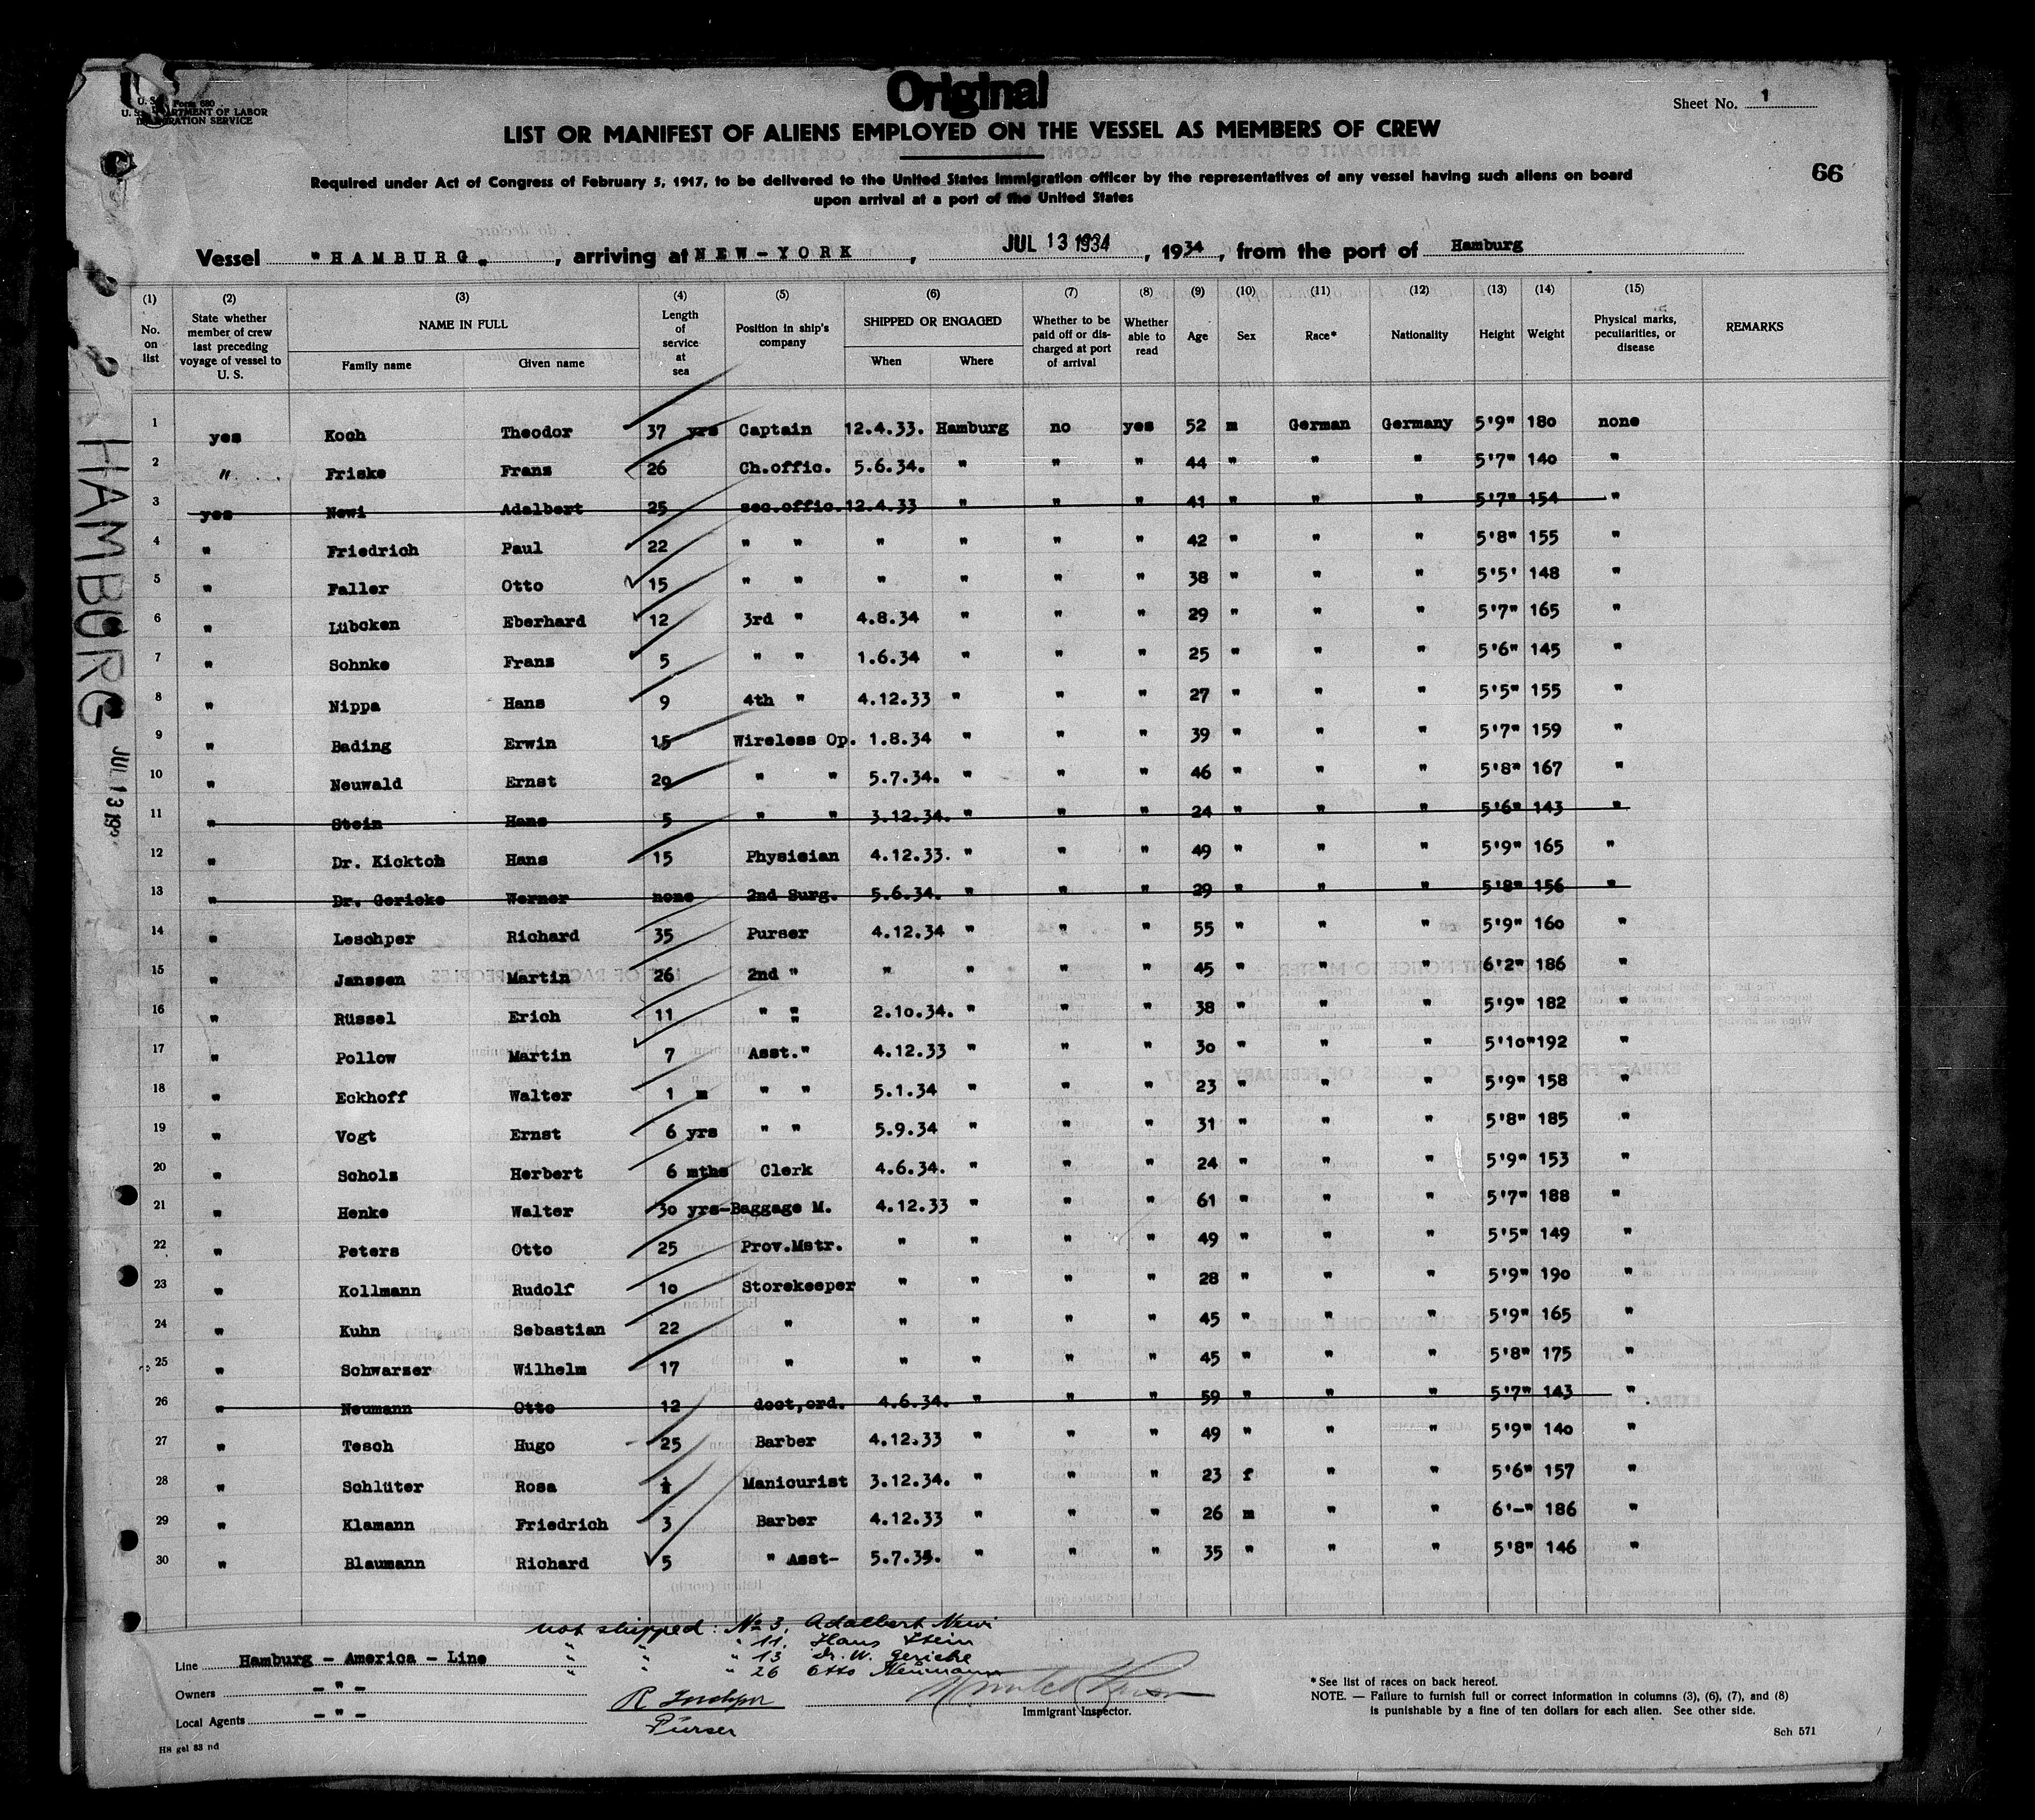 Original
U. S.
Form 680
U. S. DEPARTMENT OF LABOR
IMMIGRATION SERVICE
Sheet No. 1
LIST OR MANIFEST OF ALIENS EMPLOYED ON THE VESSEL AS MEMBERS OF CREW
66
Required under Act of Congress of February 5, 1917, to be delivered to the United States immigration officer by the representatives of any vessel having such aliens on board
upon arrival at a port of the United States
Vessel "HAMBURG", arriving at NEW-YORK, JUL 13 1934, 1934, from the port of Hamburg
(1) (2) (3) (4) (5) (6) (7) (8) (9) (10) (11) (12) (13) (14) (15)
No. on list | State whether member of crew last preceding voyage of vessel to U. S. | NAME IN FULL Family name Given name | Length of service at sea | Position in ship's company | SHIPPED OR ENGAGED When Where | Whether to be paid off or discharged at port of arrival | Whether able to read | Age | Sex | Race* | Nationality | Height | Weight | Physical marks, peculiarities, or disease | REMARKS
1 yes Koch Theodor 37 yrs Captain 12.4.33. Hamburg no yes 52 m German Germany 5'9" 180 none
2 " Friske Frans 26 Ch.offic. 5.6.34. " " " 44 " " " 5'7" 140 "
3 yes Newi Adalbert 25 sec.offic. 12.4.33 " " " 41 " " " 5'7" 154 "
4 " Friedrich Paul 22 " " " " " " 42 " " " 5'8" 155 "
5 " Faller Otto 15 " " " " " " 38 " " " 5'5' 148 "
6 " Lübcken Eberhard 12 3rd " 4.8.34 " " " 29 " " " 5'7" 165 "
7 " Sohnke Frans 5 " " 1.6.34 " " " 25 " " " 5'6" 145 "
8 " Nippa Hans 9 4th " 4.12.33 " " " 27 " " " 5'5" 155 "
9 " Bading Erwin 15 Wireless Op. 1.8.34 " " " 39 " " " 5'7" 159 "
10 " Neuwald Ernst 29 " " 5.7.34. " " " 46 " " " 5'8" 167 "
11 " Stein Hans 5 " " 3.12.34. " " " 24 " " " 5'6" 143 "
12 " Dr. Kicktoh Hans 15 Physician 4.12.33. " " " 49 " " " 5'9" 165 "
13 " Dr. Gericke Werner none 2nd Surg. 5.6.34. " " " 29 " " " 5'8" 156 "
14 " Leschper Richard 35 Purser 4.12.34 " " " 55 " " " 5'9" 160 "
15 " Janssen Martin 26 2nd " " " " " 45 " " " 6'2" 186 "
16 " Rüssel Erich 11 " " 2.10.34. " " " 38 " " " 5'9" 182 "
17 " Pollow Martin 7 Asst." 4.12.33 " " " 30 " " " 5'10" 192 "
18 " Eckhoff Walter 1 m " " 5.1.34 " " " 23 " " " 5'9" 158 "
19 " Vogt Ernst 6 yrs " " 5.9.34 " " " 31 " " " 5'8" 185 "
20 " Scholz Herbert 6 mths Clerk 4.6.34. " " " 24 " " " 5'9" 153 "
21 " Henke Walter 30 yrs-Baggage M. 4.12.33 " " " 61 " " " 5'7" 188 "
22 " Peters Otto 25 Prov.Mstr. " " " " 49 " " " 5'5" 149 "
23 " Kollmann Rudolf 10 Storekeeper " " " " 28 " " " 5'9" 190 "
24 " Kuhn Sebastian 22 " " " " " 45 " " " 5'9" 165 "
25 " Schwarzer Wilhelm 17 " " " " " 45 " " " 5'8" 175 "
26 " Neumann Otto 12 doct,ord. 4.6.34. " " " 59 " " " 5'7" 143 "
27 " Tesch Hugo 25 Barber 4.12.33 " " " 49 " " " 5'9" 140 "
28 " Schlüter Rosa Manicurist 3.12.34. " " " 23 f " " 5'6" 157 "
29 " Klamann Friedrich 3 Barber 4.12.33 " " " 26 m " " 6'-" 186 "
30 " Blaumann Richard 5 " Asst- 5.7.35. " " " 35 " " " 5'8" 146 "
HAMBURG
JUL 13 19
not shipped: No 3. Adalbert Newi
" " " 11. Hans Stein
" " " 13 Dr. W. Gericke
" " " 26 Otto Neumann
Line Hamburg - America - Line
Owners - " -
Local Agents - " -
R Leschper
Purser
Immigrant Inspector.
* See list of races on back hereof.
NOTE. — Failure to furnish full or correct information in columns (3), (6), (7), and (8)
is punishable by a fine of ten dollars for each alien. See other side.
Sch 571
H8 gel 83 nd